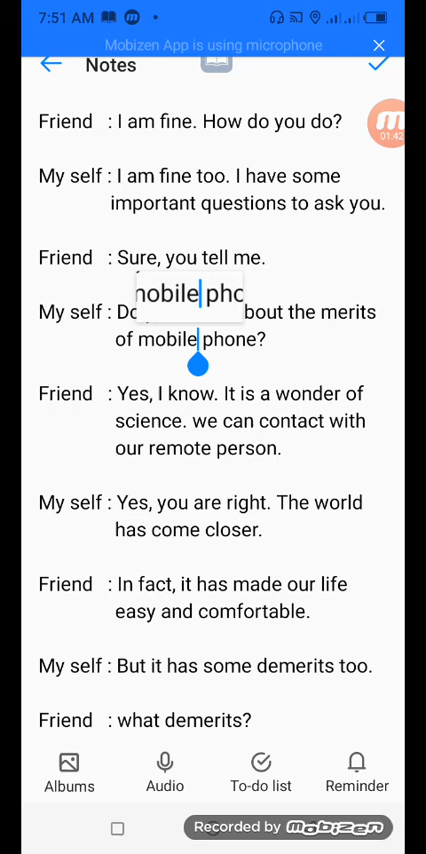 7:51 AM
Mobizen App is using microphone
Notes
01:42
Friend : I am fine. How do you do?
My self : I am fine too. I have some
important questions to ask you.
Friend : Sure, you tell me.
mobile pho
My self : Do bout the merits
of mobile phone?
Friend : Yes, I know. It is a wonder of
science. we can contact with
our remote person.
My self : Yes, you are right. The world
has come closer.
Friend : In fact, it has made our life
easy and comfortable.
My self : But it has some demerits too.
Friend : what demerits?
Albums Audio To-do list Reminder
Recorded by mobizen